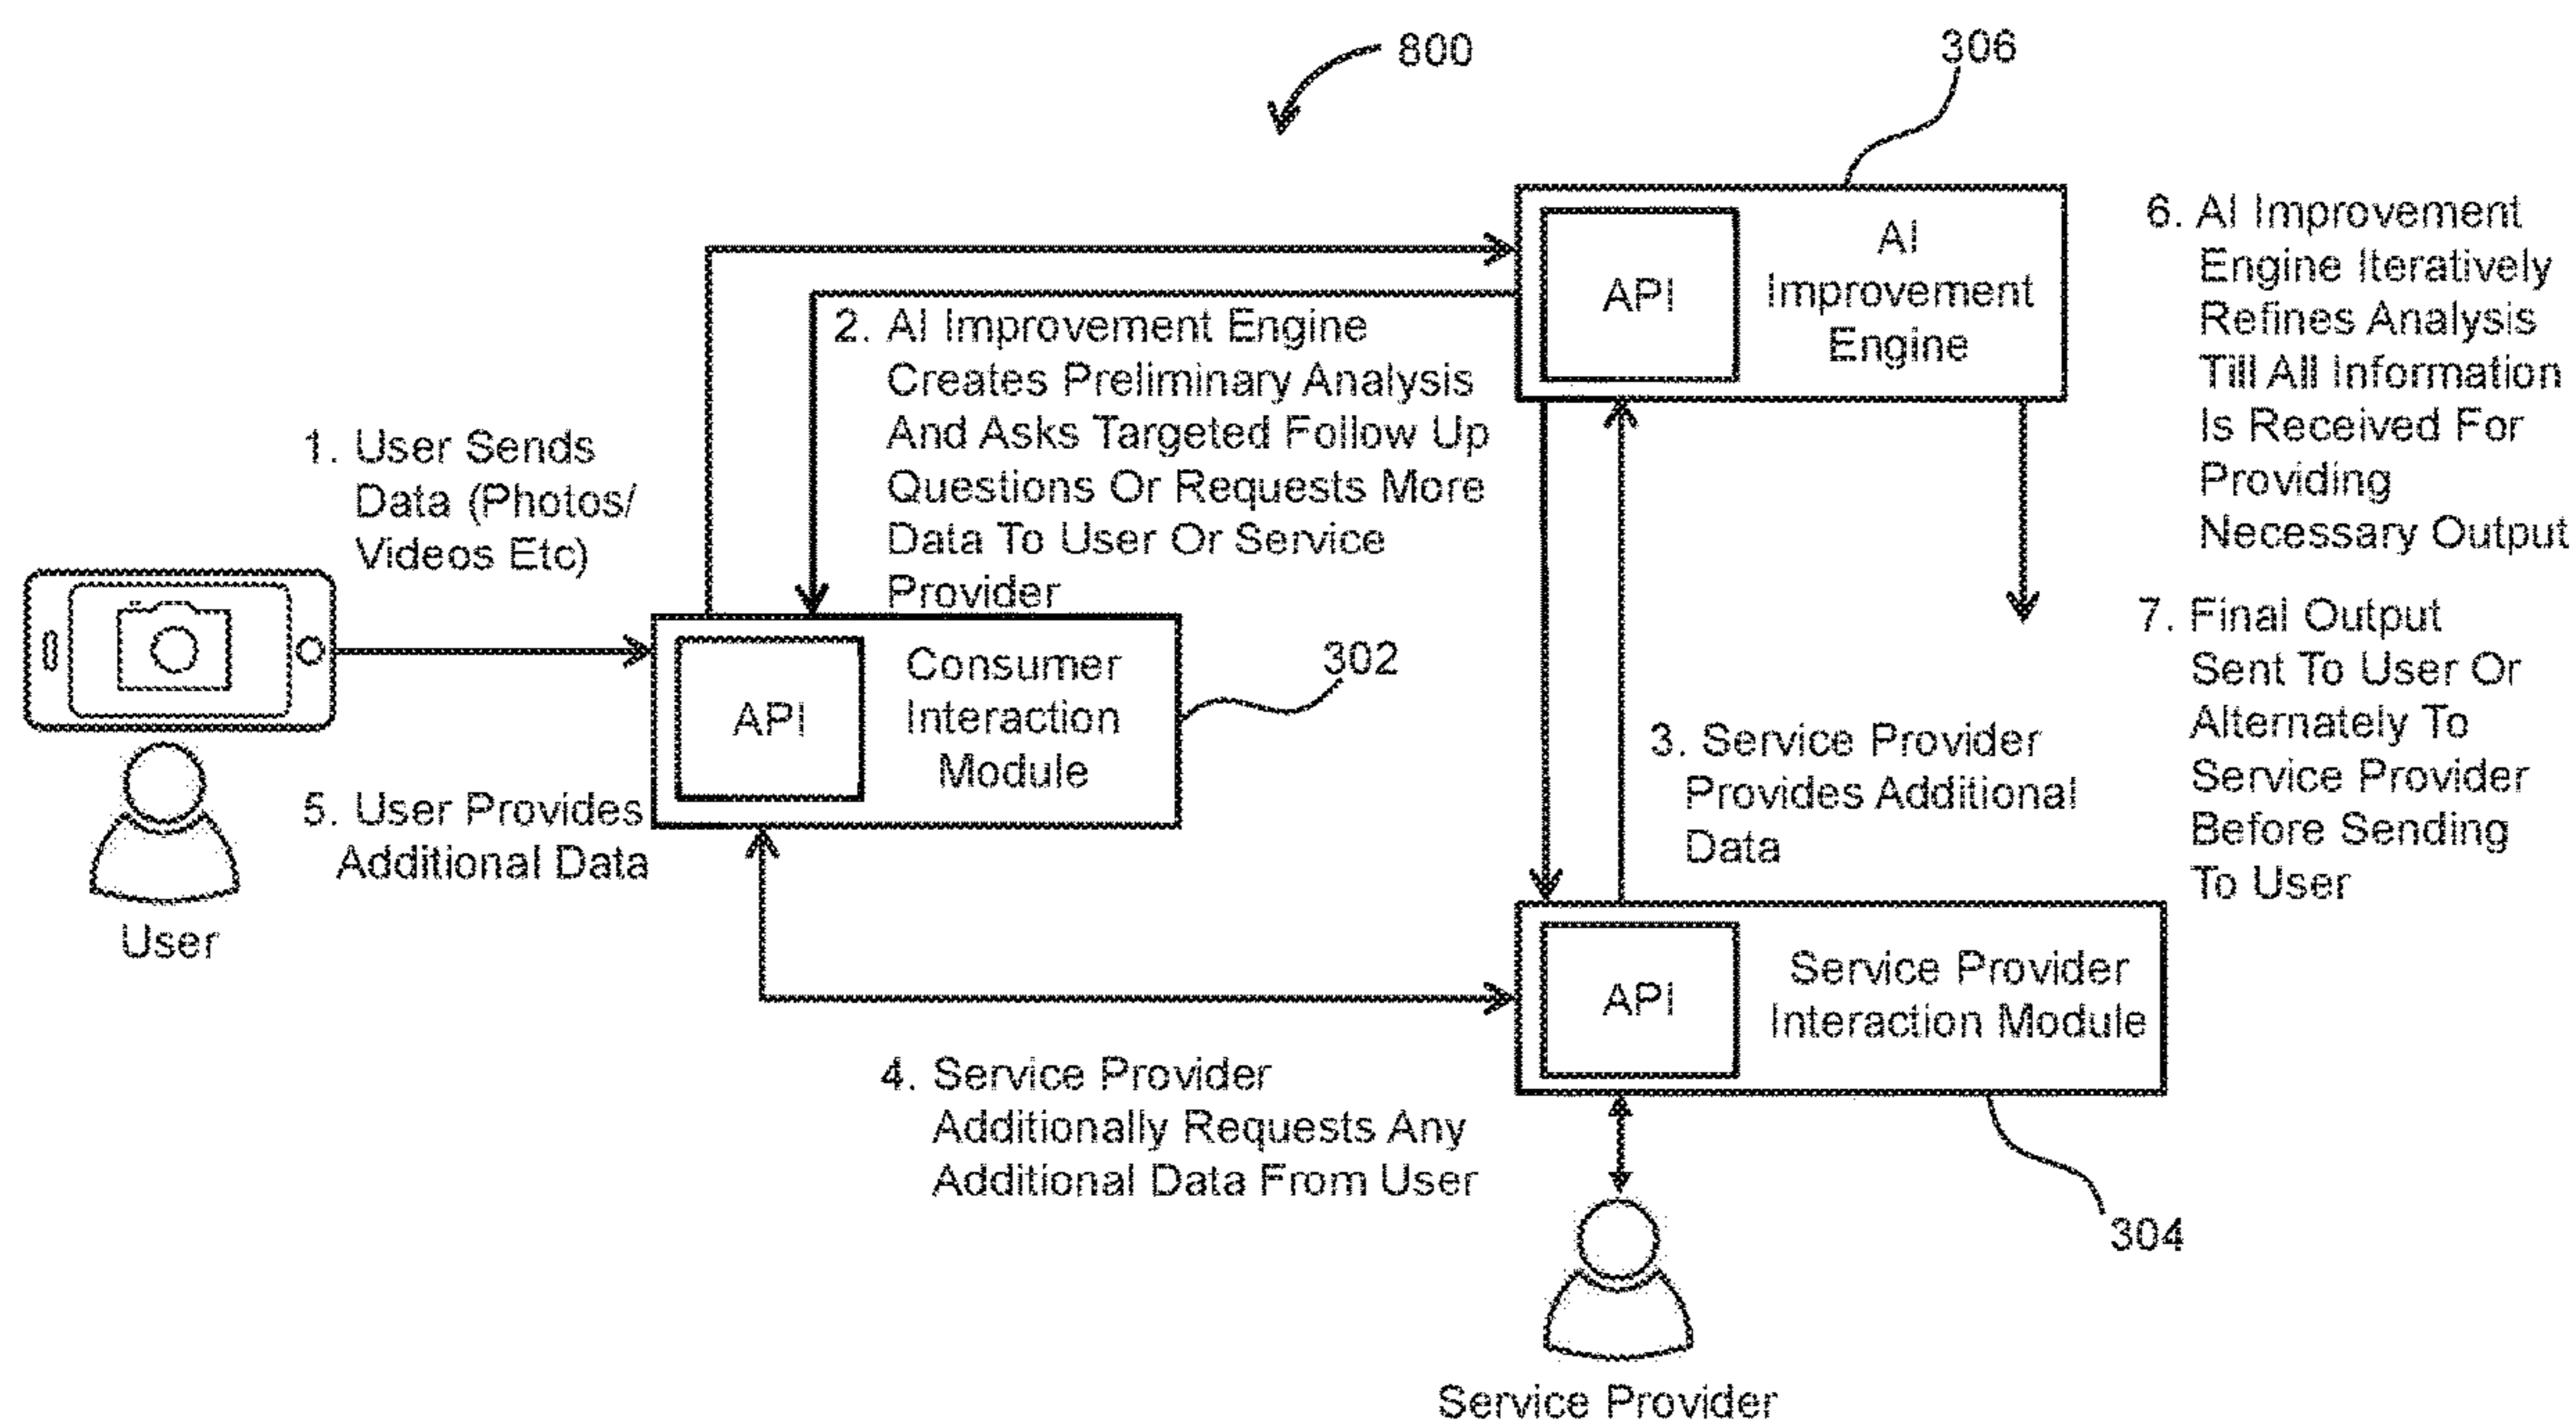 800
306
API
AI
Improvement
Engine
6. AI Improvement
Engine Iteratively
Refines Analysis
Till All Information
Is Received For
Providing
Necessary Output
2. AI Improvement Engine
Creates Preliminary Analysis
And Asks Targeted Follow Up
Questions Or Requests More
Data To User Or Service
Provider
1. User Sends
Data (Photos/
Videos Etc)
7. Final Output
Sent To User Or
Alternately To
Service Provider
Before Sending
To User
API
Consumer
Interaction
Module
302
3. Service Provider
Provides Additional
Data
5. User Provides
Additional Data
User
API
Service Provider
Interaction Module
4. Service Provider
Additionally Requests Any
Additional Data From User
304
Service Provider